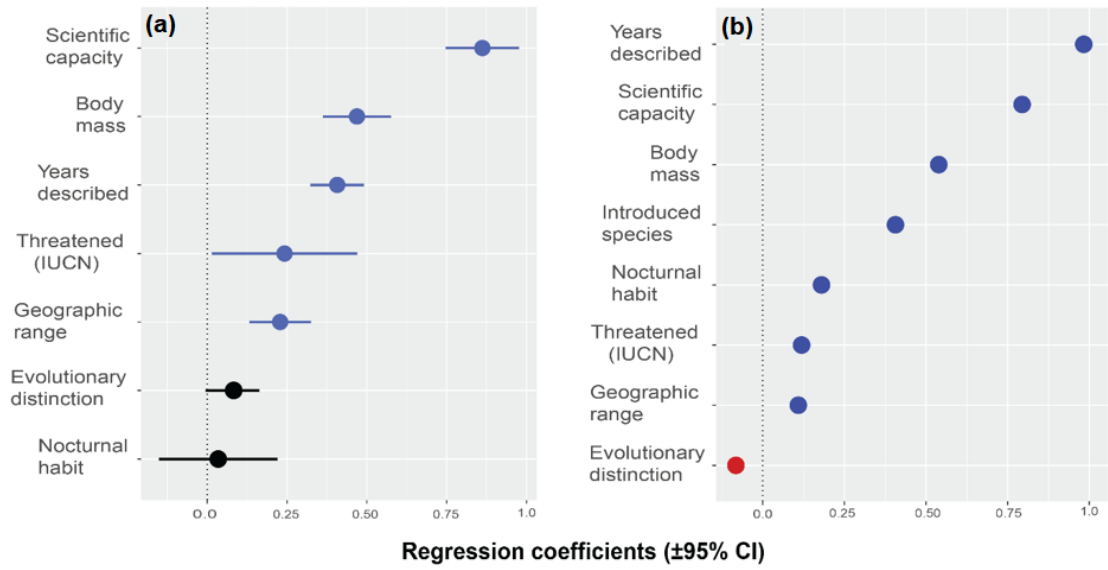 (a)
Scientific
capacity
Body
mass
Years
described
Threatened
(IUCN)
Geographic
range
Evolutionary
distinction
Nocturnal
habit
0.0 0.25 0.50 0.75 1.0
(b)
Years
described
Scientific
capacity
Body
mass
Introduced
species
Nocturnal
habit
Threatened
(IUCN)
Geographic
range
Evolutionary
distinction
0.0 0.25 0.50 0.75 1.0
Regression coefficients (±95% CI)